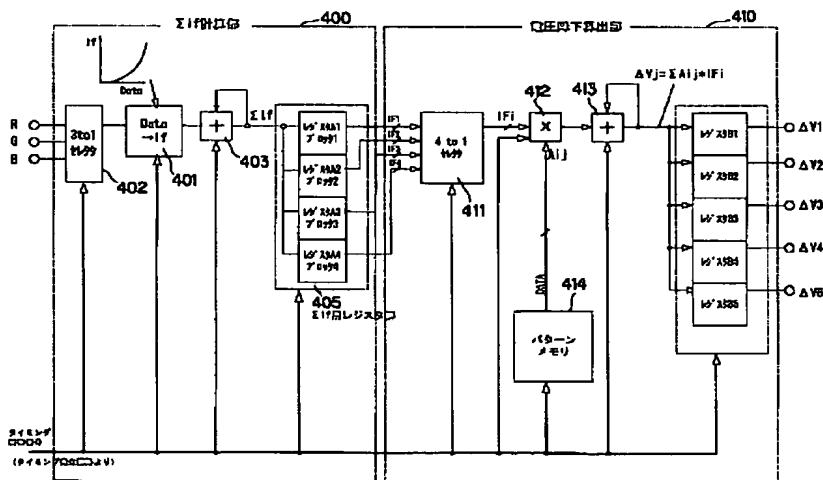 Σif計算部
400
電圧降下算出部
410
If
Data
R
G
B
3to1
セレクタ
402
Data
→If
401
+
403
Σif
レジスタA1
ブロック1
レジスタA2
ブロック2
レジスタA3
ブロック3
レジスタA4
ブロック4
405
Σif用レジスタ
IF1
IF2
IF3
IF4
4 to 1
セレクタ
411
IFi
412
×
Aij
413
+
ΔVj=ΣAij*IFi
レジスタB1
レジスタB2
レジスタB3
レジスタB4
レジスタB5
ΔV1
ΔV2
ΔV3
ΔV4
ΔV5
DATA
414
パターン
メモリ
タイミング
(タイミング より)